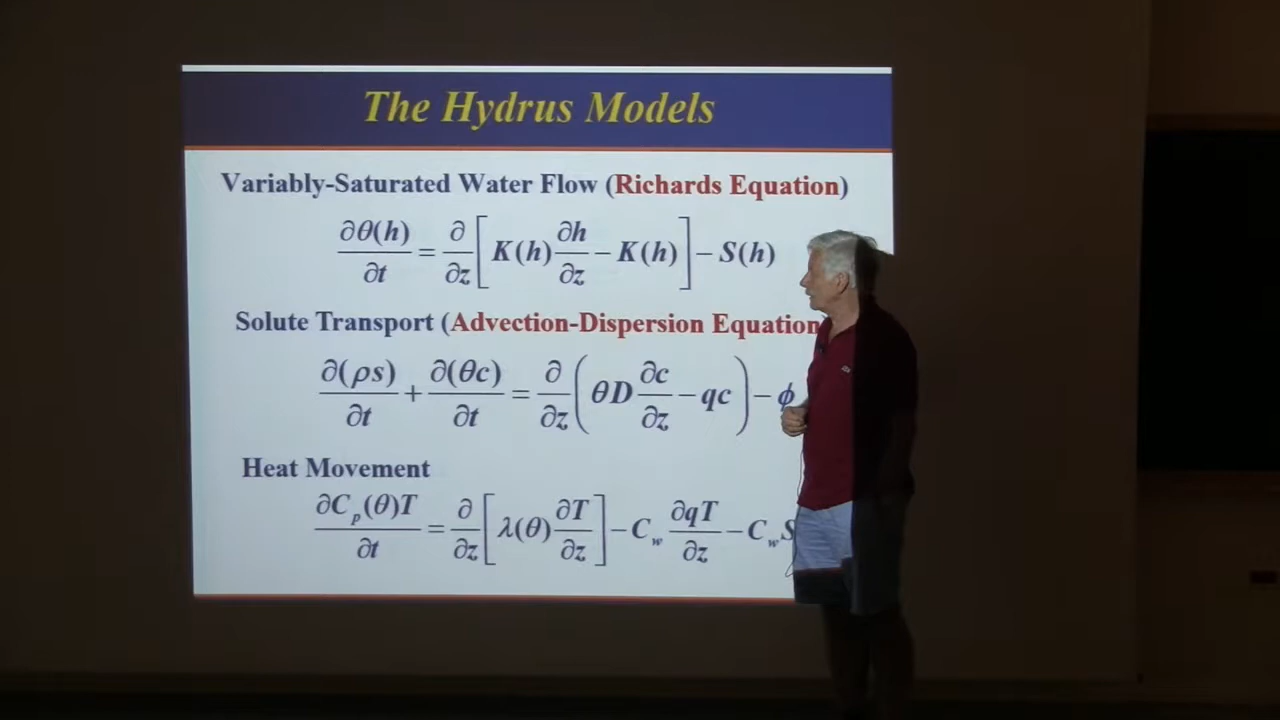 The Hydrus Models
Variably-Saturated Water Flow (Richards Equation)
∂θ(h)/∂t = ∂/∂z [K(h) ∂h/∂z − K(h)] − S(h)
Solute Transport (Advection-Dispersion Equation
∂(ρs)/∂t + ∂(θc)/∂t = ∂/∂z (θD ∂c/∂z − qc) − ϕ
Heat Movement
∂C_p(θ)T/∂t = ∂/∂z [λ(θ) ∂T/∂z] − C_w ∂qT/∂z − C_w S